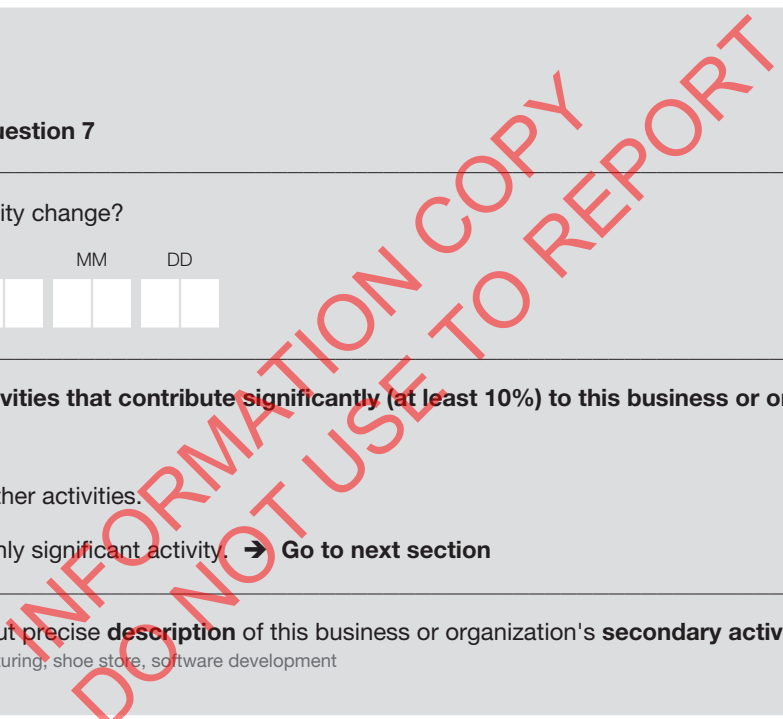 uestion 7
ity change?
MM DD
vities that contribute significantly (at least 10%) to this business or or
ther activities.
nly significant activity. ➔ Go to next section
ut precise description of this business or organization's secondary activ
turing, shoe store, software development
INFORMATION COPY
DO NOT USE TO REPORT